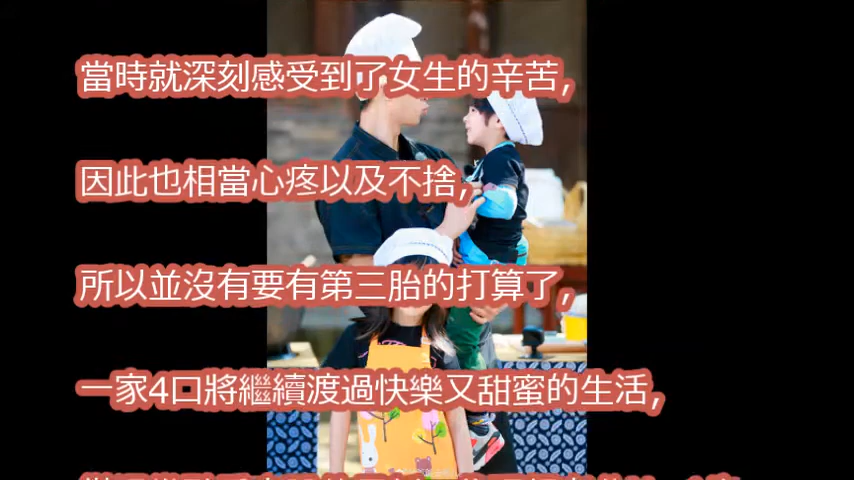 當時就深刻感受到了女生的辛苦，
因此也相當心疼以及不捨，
所以並沒有要有第三胎的打算了，
一家4口將繼續渡過快樂又甜蜜的生活，